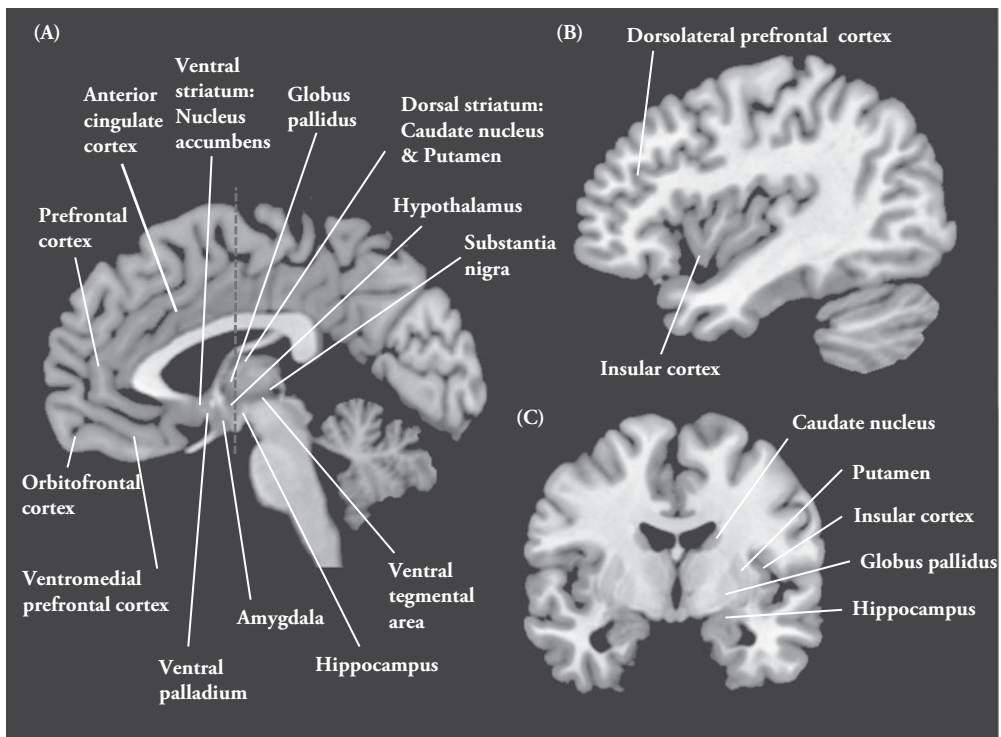 (A)
Ventral
striatum:
Nucleus
accumbens
Anterior
cingulate
cortex
Globus
pallidus
Dorsal striatum:
Caudate nucleus
& Putamen
Prefrontal
cortex
Hypothalamus
Substantia
nigra
Orbitofrontal
cortex
Ventromedial
prefrontal cortex
Ventral
palladium
Amygdala
Hippocampus
Ventral
tegmental
area
(B)
Dorsolateral prefrontal cortex
Insular cortex
(C)
Caudate nucleus
Putamen
Insular cortex
Globus pallidus
Hippocampus